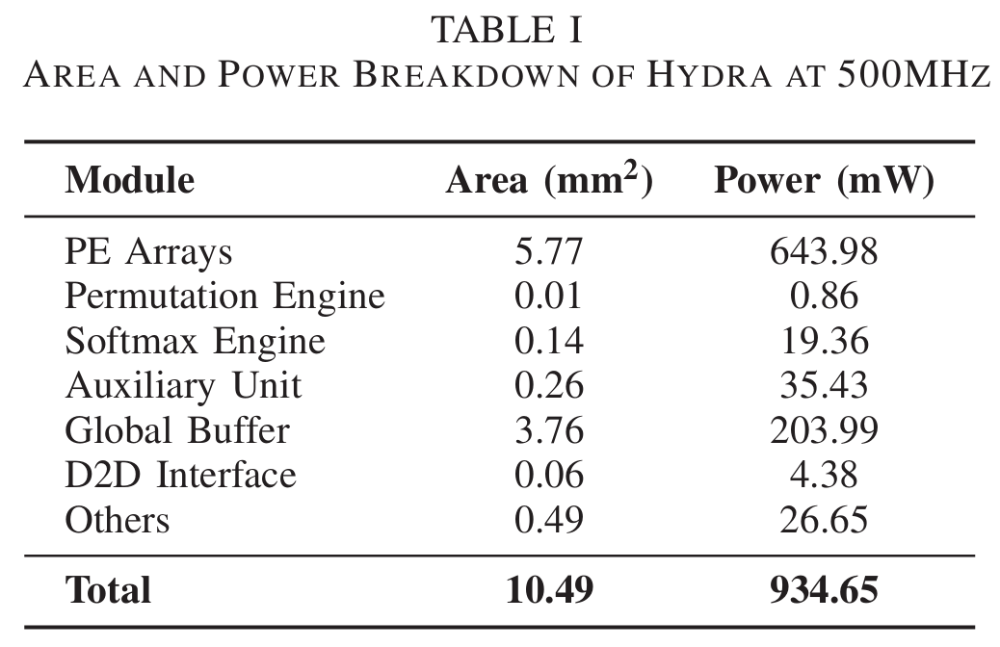 TABLE I
AREA AND POWER BREAKDOWN OF HYDRA AT 500MHZ
Module Area (mm²) Power (mW)
PE Arrays 5.77 643.98
Permutation Engine 0.01 0.86
Softmax Engine 0.14 19.36
Auxiliary Unit 0.26 35.43
Global Buffer 3.76 203.99
D2D Interface 0.06 4.38
Others 0.49 26.65
Total 10.49 934.65